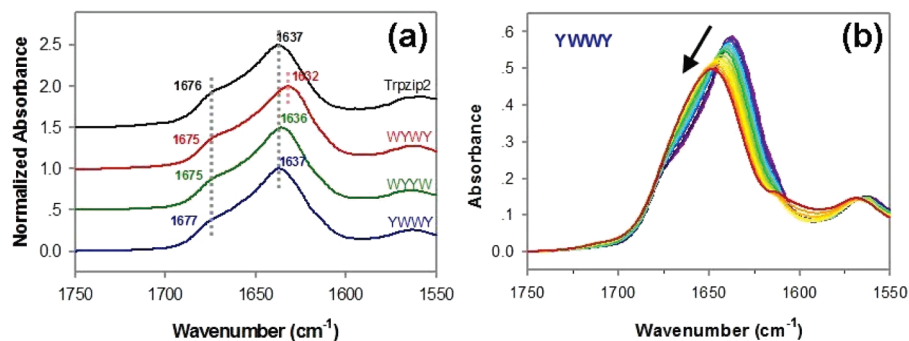 (a)
Normalized Absorbance
2.5
2.0
1.5
1.0
.5
0.0
1637
1676
Trpzip2
1632
1675
WYWY
1636
1675
WYYW
1637
1677
YWWY
1750
1700
1650
1600
1550
Wavenumber (cm-1)
(b)
YWWY
Absorbance
.6
.5
.4
.3
.2
.1
0.0
1750
1700
1650
1600
1550
Wavenumber (cm-1)